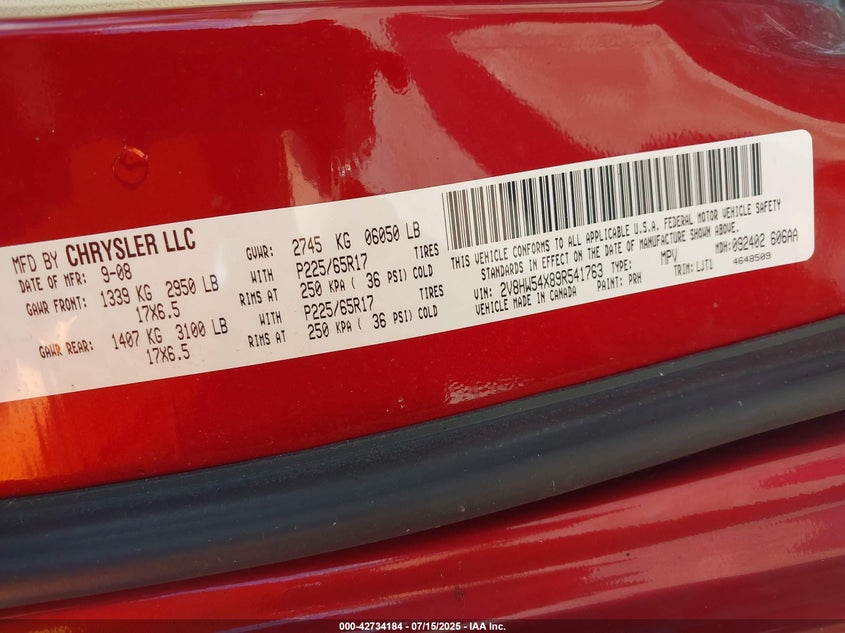 MFD BY CHRYSLER LLC
DATE OF MFR: 9-08
GAWR FRONT: 1339 KG 2950 LB
17X6.5
GAWR REAR: 1407 KG 3100 LB
17X6.5
GVWR: 2745 KG 06050 LB
WITH P225/65R17 TIRES
RIMS AT 250 KPA ( 36 PSI) COLD
WITH P225/65R17 TIRES
RIMS AT 250 KPA ( 36 PSI) COLD
THIS VEHICLE CONFORMS TO ALL APPLICABLE U.S.A. FEDERAL MOTOR VEHICLE SAFETY
STANDARDS IN EFFECT ON THE DATE OF MANUFACTURE SHOWN ABOVE.
VIN: 2V8HW54X89R541763 TYPE: MPV MDH: 092402 606AA
VEHICLE MADE IN CANADA PAINT: PRH TRIM: LJT1 4648509
000-42734184 - 07/15/2025 - IAA Inc.